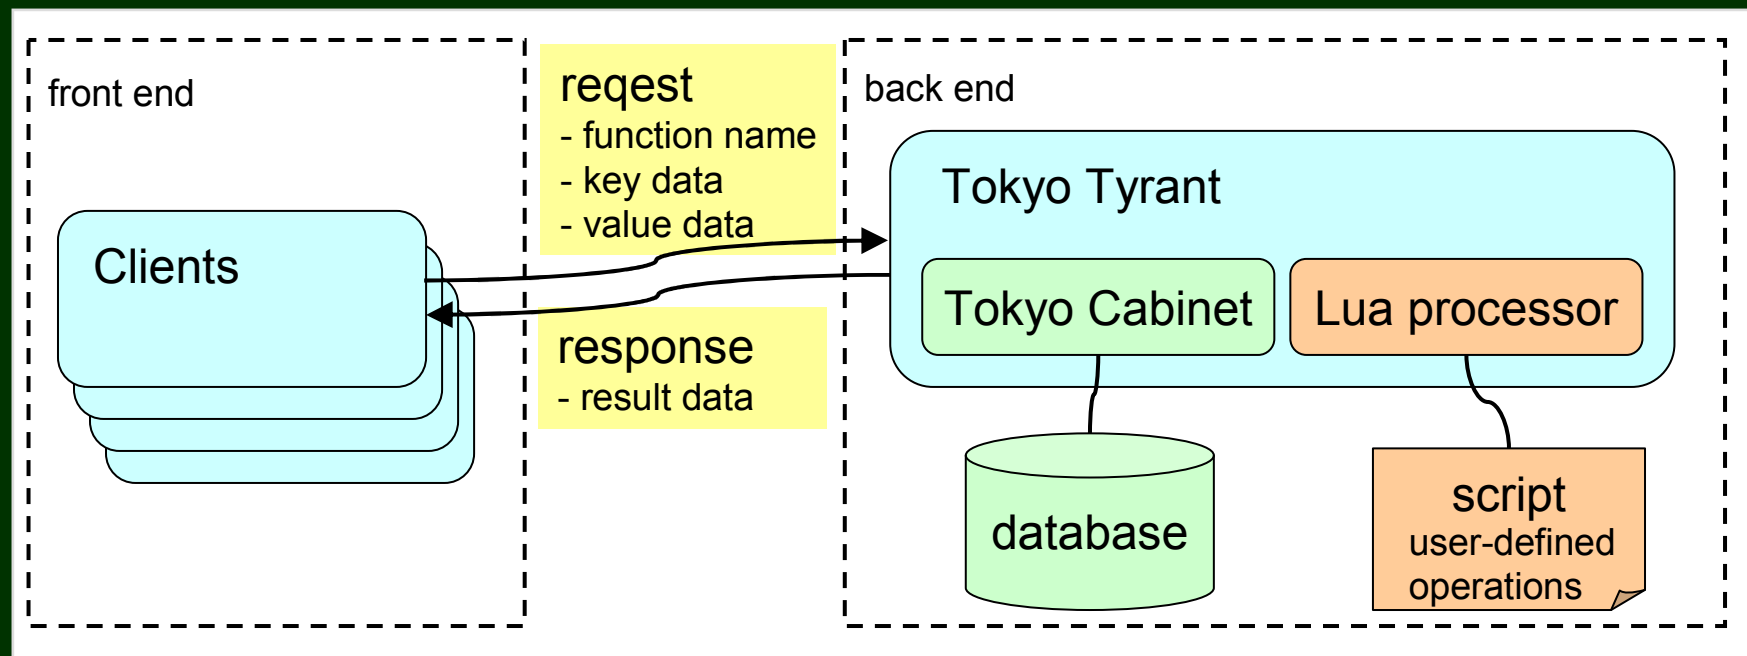 front end
Clients
reqest
- function name
- key data
- value data
response
- result data
back end
Tokyo Tyrant
Tokyo Cabinet
Lua processor
database
script
user-defined
operations